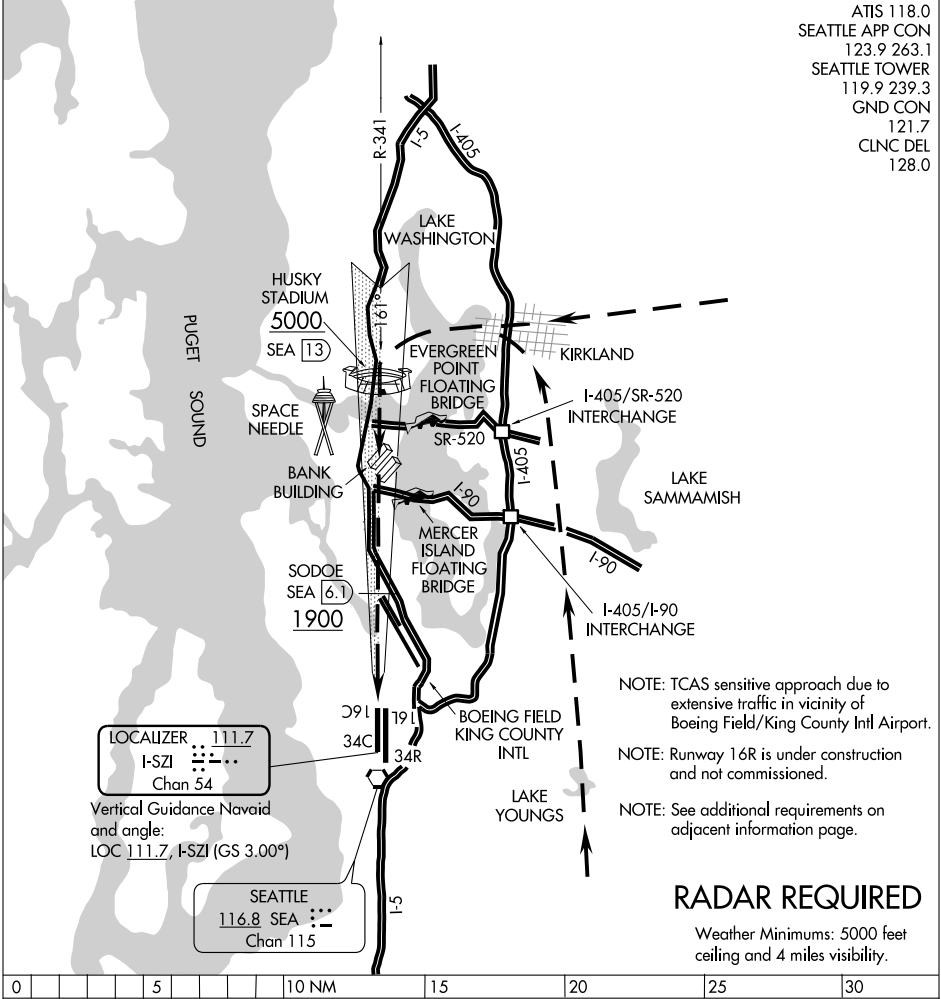 ATIS 118.0
SEATTLE APP CON
123.9 263.1
SEATTLE TOWER
119.9 239.3
GND CON
121.7
CLNC DEL
128.0
R-341
I-5
I-405
LAKE
WASHINGTON
HUSKY
STADIUM
5000
SEA 13
161°
PUGET
SOUND
EVERGREEN
POINT
FLOATING
BRIDGE
KIRKLAND
SPACE
NEEDLE
I-405/SR-520
INTERCHANGE
SR-520
I-405
BANK
BUILDING
I-90
LAKE
SAMMAMISH
MERCER
ISLAND
FLOATING
BRIDGE
I-90
SODOE
SEA 6.1
1900
I-405/I-90
INTERCHANGE
NOTE: TCAS sensitive approach due to
extensive traffic in vicinity of
Boeing Field/King County Intl Airport.
16C
16L
34C
34R
BOEING FIELD
KING COUNTY
INTL
LOCALIZER 111.7
I-SZI
Chan 54
NOTE: Runway 16R is under construction
and not commissioned.
Vertical Guidance Navaid
and angle:
LOC 111.7, I-SZI (GS 3.00°)
LAKE
YOUNGS
NOTE: See additional requirements on
adjacent information page.
SEATTLE
116.8 SEA
Chan 115
I-5
RADAR REQUIRED
Weather Minimums: 5000 feet
ceiling and 4 miles visibility.
0 5 10 NM 15 20 25 30